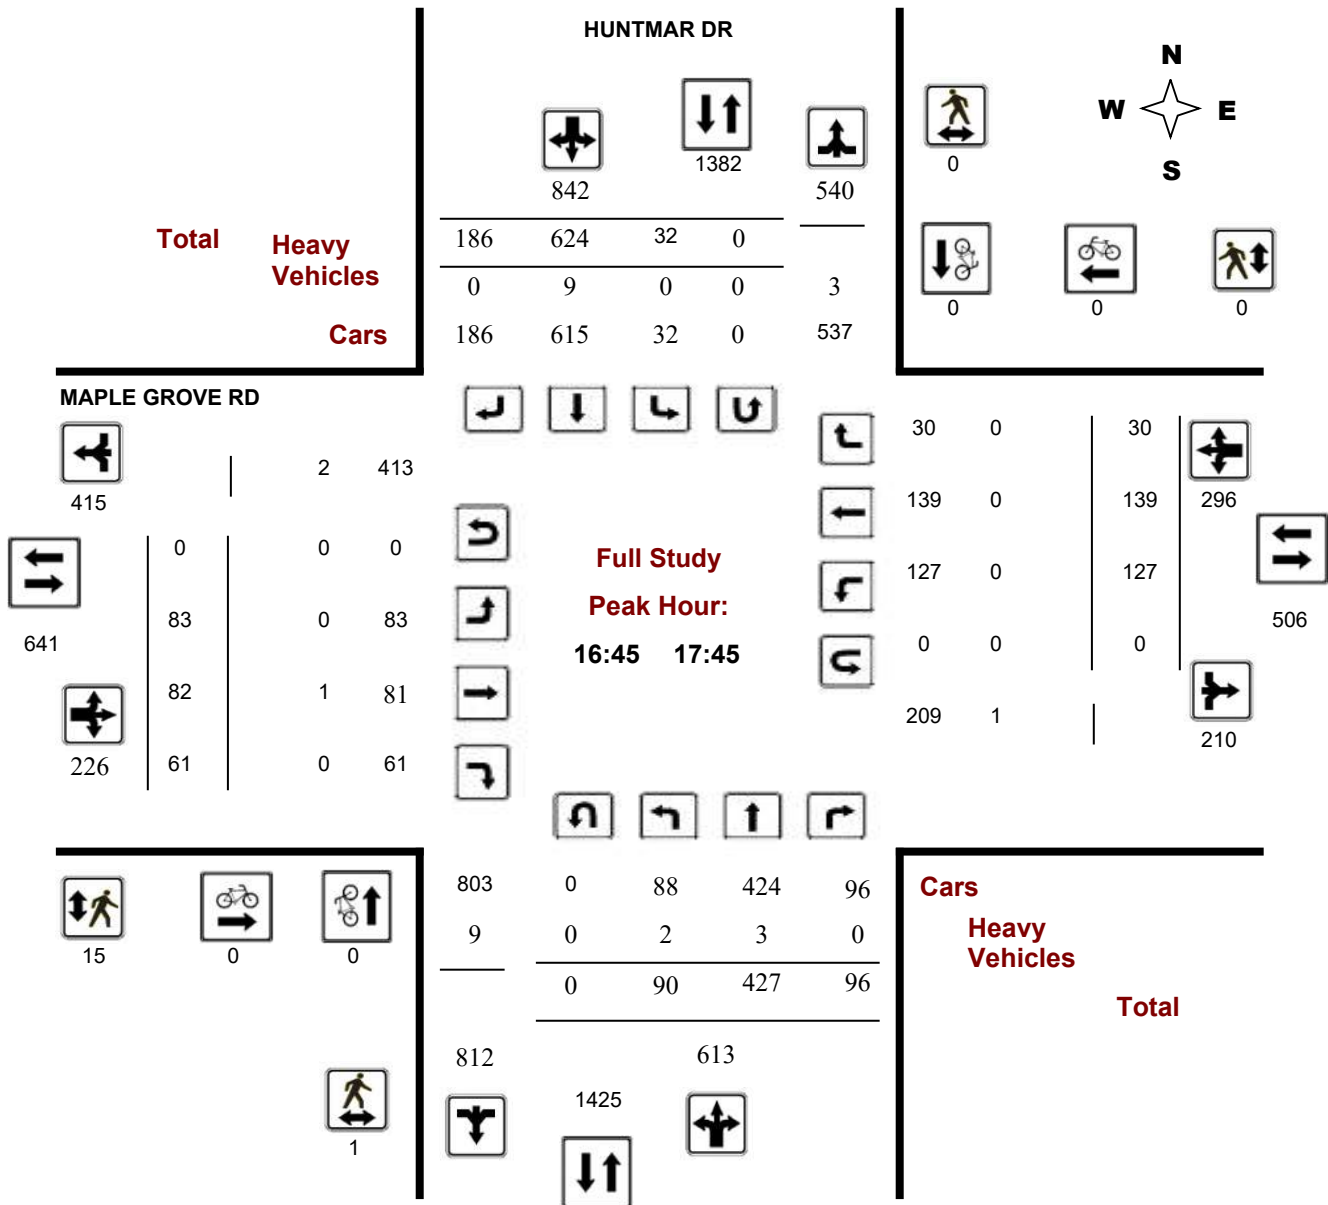 HUNTMAR DR
N
W E
S
1382
0
842 540
Total Heavy Vehicles
186 624 32 0
0 9 0 0 3
Cars 186 615 32 0 537
0 0 0
MAPLE GROVE RD
415
2 413
0 0 0
641
83 0 83
82 1 81
226
61 0 61
Full Study
Peak Hour:
16:45 17:45
30 0 30
139 0 139 296
127 0 127
506
0 0 0
209 1
210
15 0 0
803 0 88 424 96
9 0 2 3 0
0 90 427 96
812 613
1425
1
Cars
Heavy
Vehicles
Total